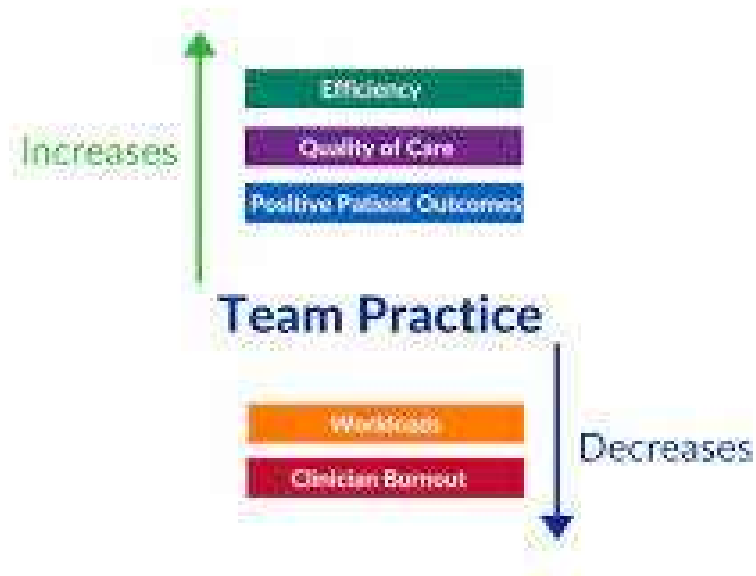 Efficiency
Increases
Quality of Care
Positive Patient Outcomes
Team Practice
Workloads
Decreases
Clinician Burnout